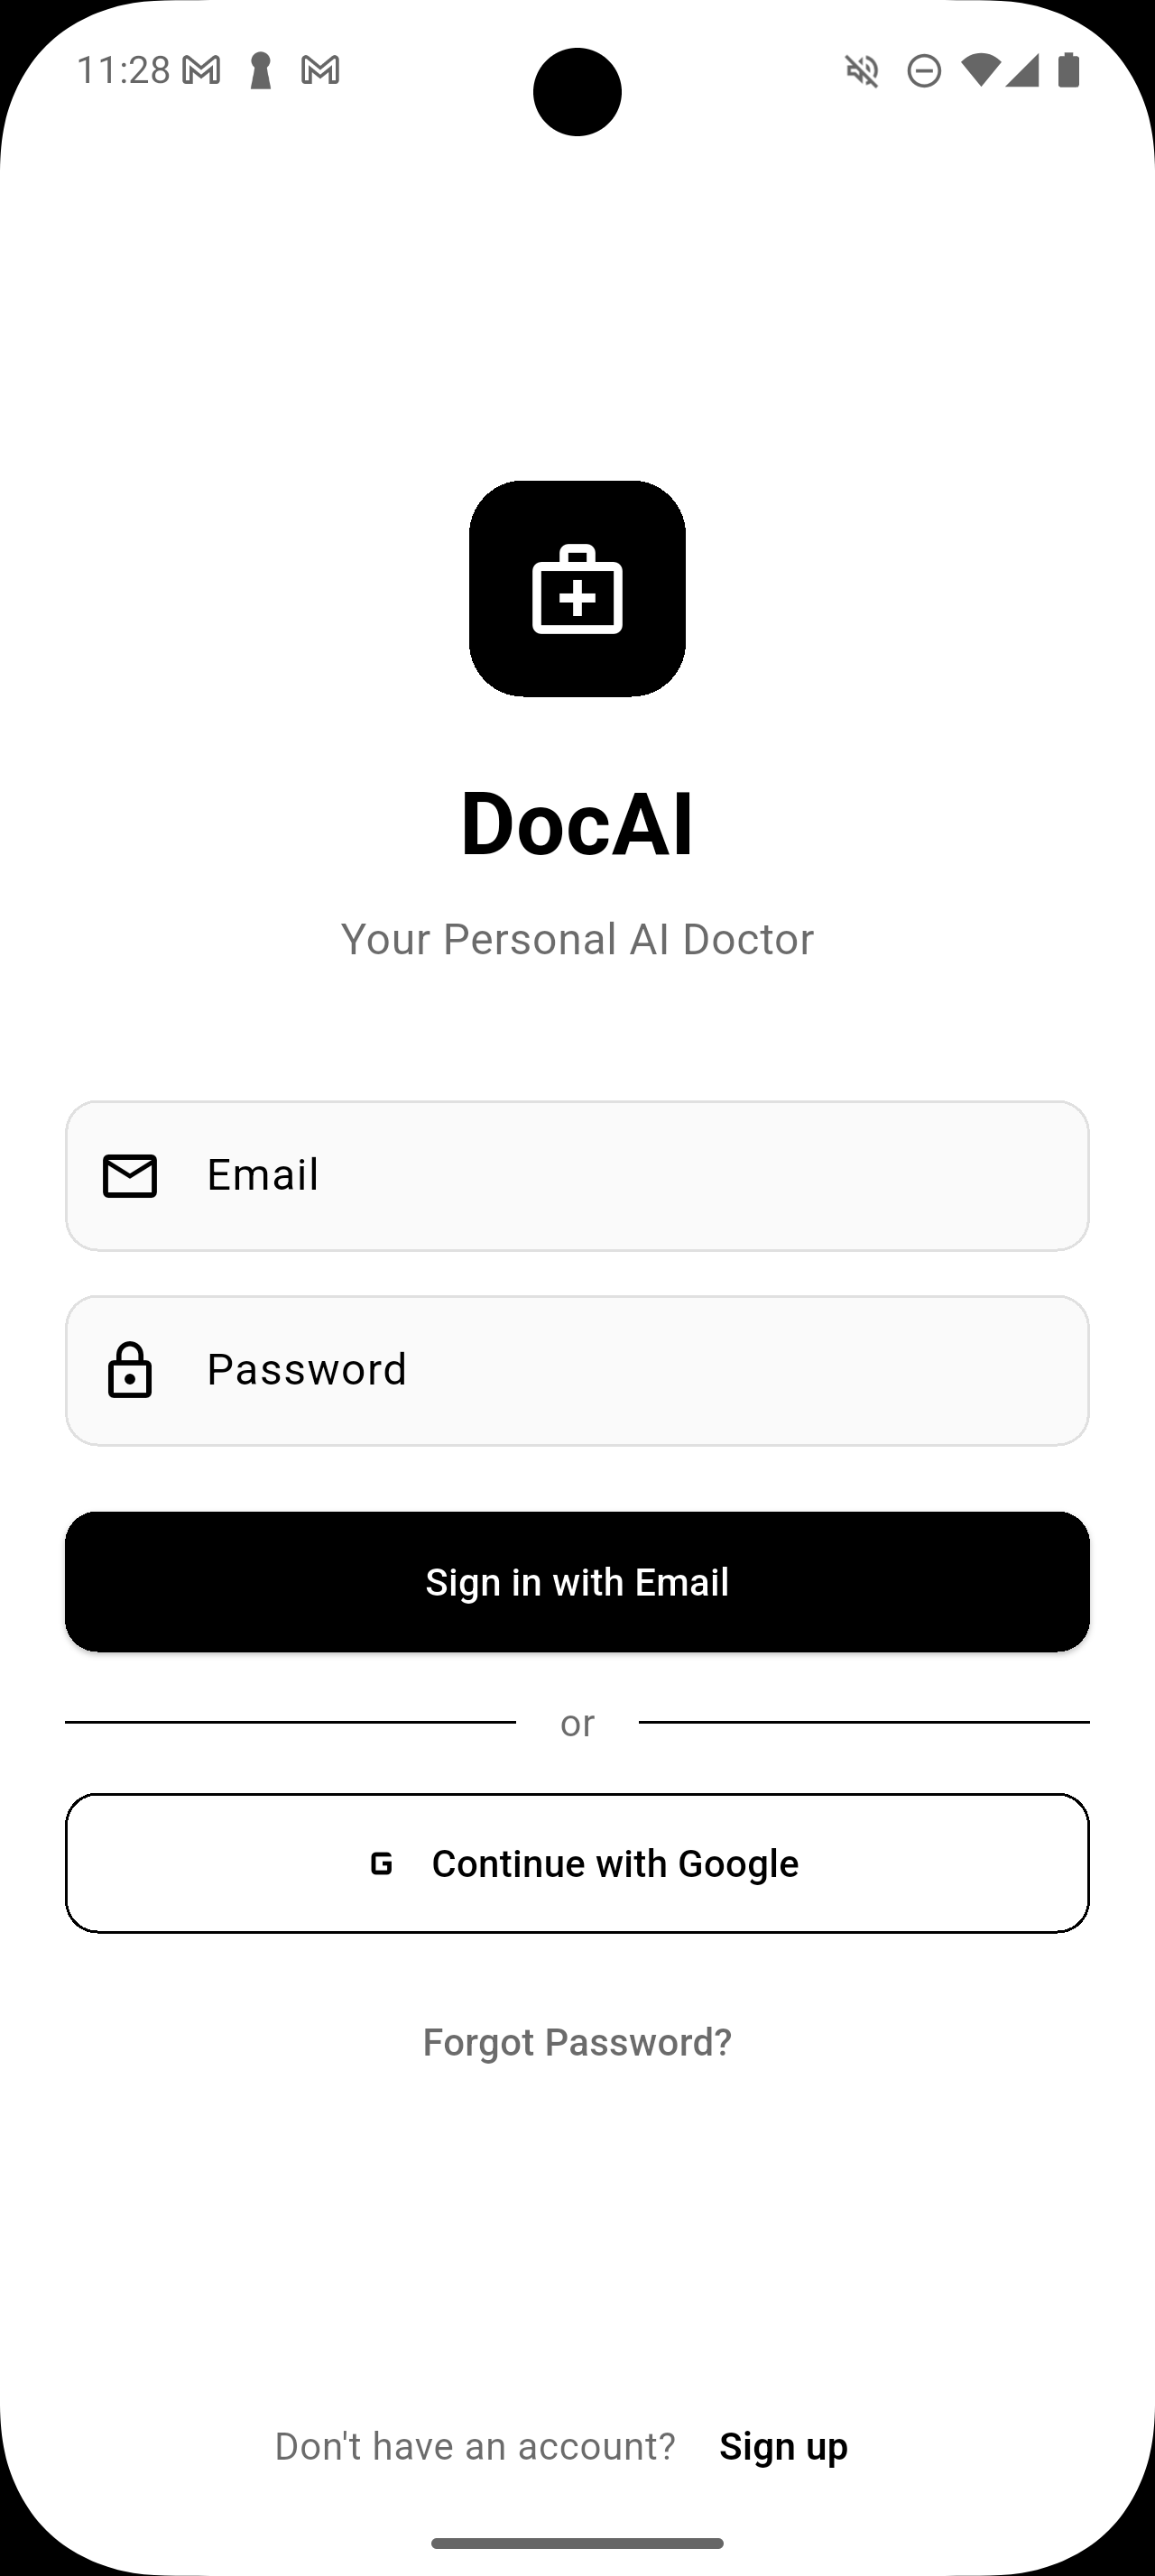 11:28
DocAI
Your Personal AI Doctor
Email
Password
Sign in with Email
or
G Continue with Google
Forgot Password?
Don't have an account? Sign up